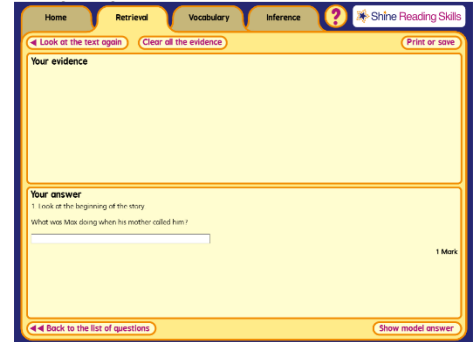 Home Retrieval Vocabulary Inference ? Shine Reading Skills
Look at the text again Clear all the evidence Print or save
Your evidence
Your answer
1 Look at the beginning of the story
What was Max doing when his mother called him?
1 Mark
Back to the list of questions Show model answer